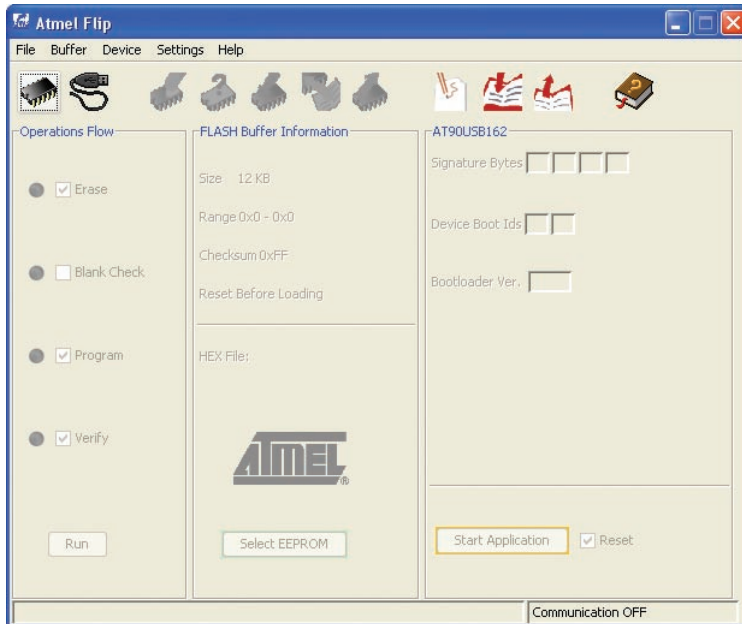 Atmel Flip
File Buffer Device Settings Help
Operations Flow
Erase
Blank Check
Program
Verify
Run
FLASH Buffer Information
Size 12 KB
Range 0x0 - 0x0
Checksum 0xFF
Reset Before Loading
HEX File:
ATMEL ®
Select EEPROM
AT90USB162
Signature Bytes
Device Boot Ids
Bootloader Ver.
Start Application Reset
Communication OFF